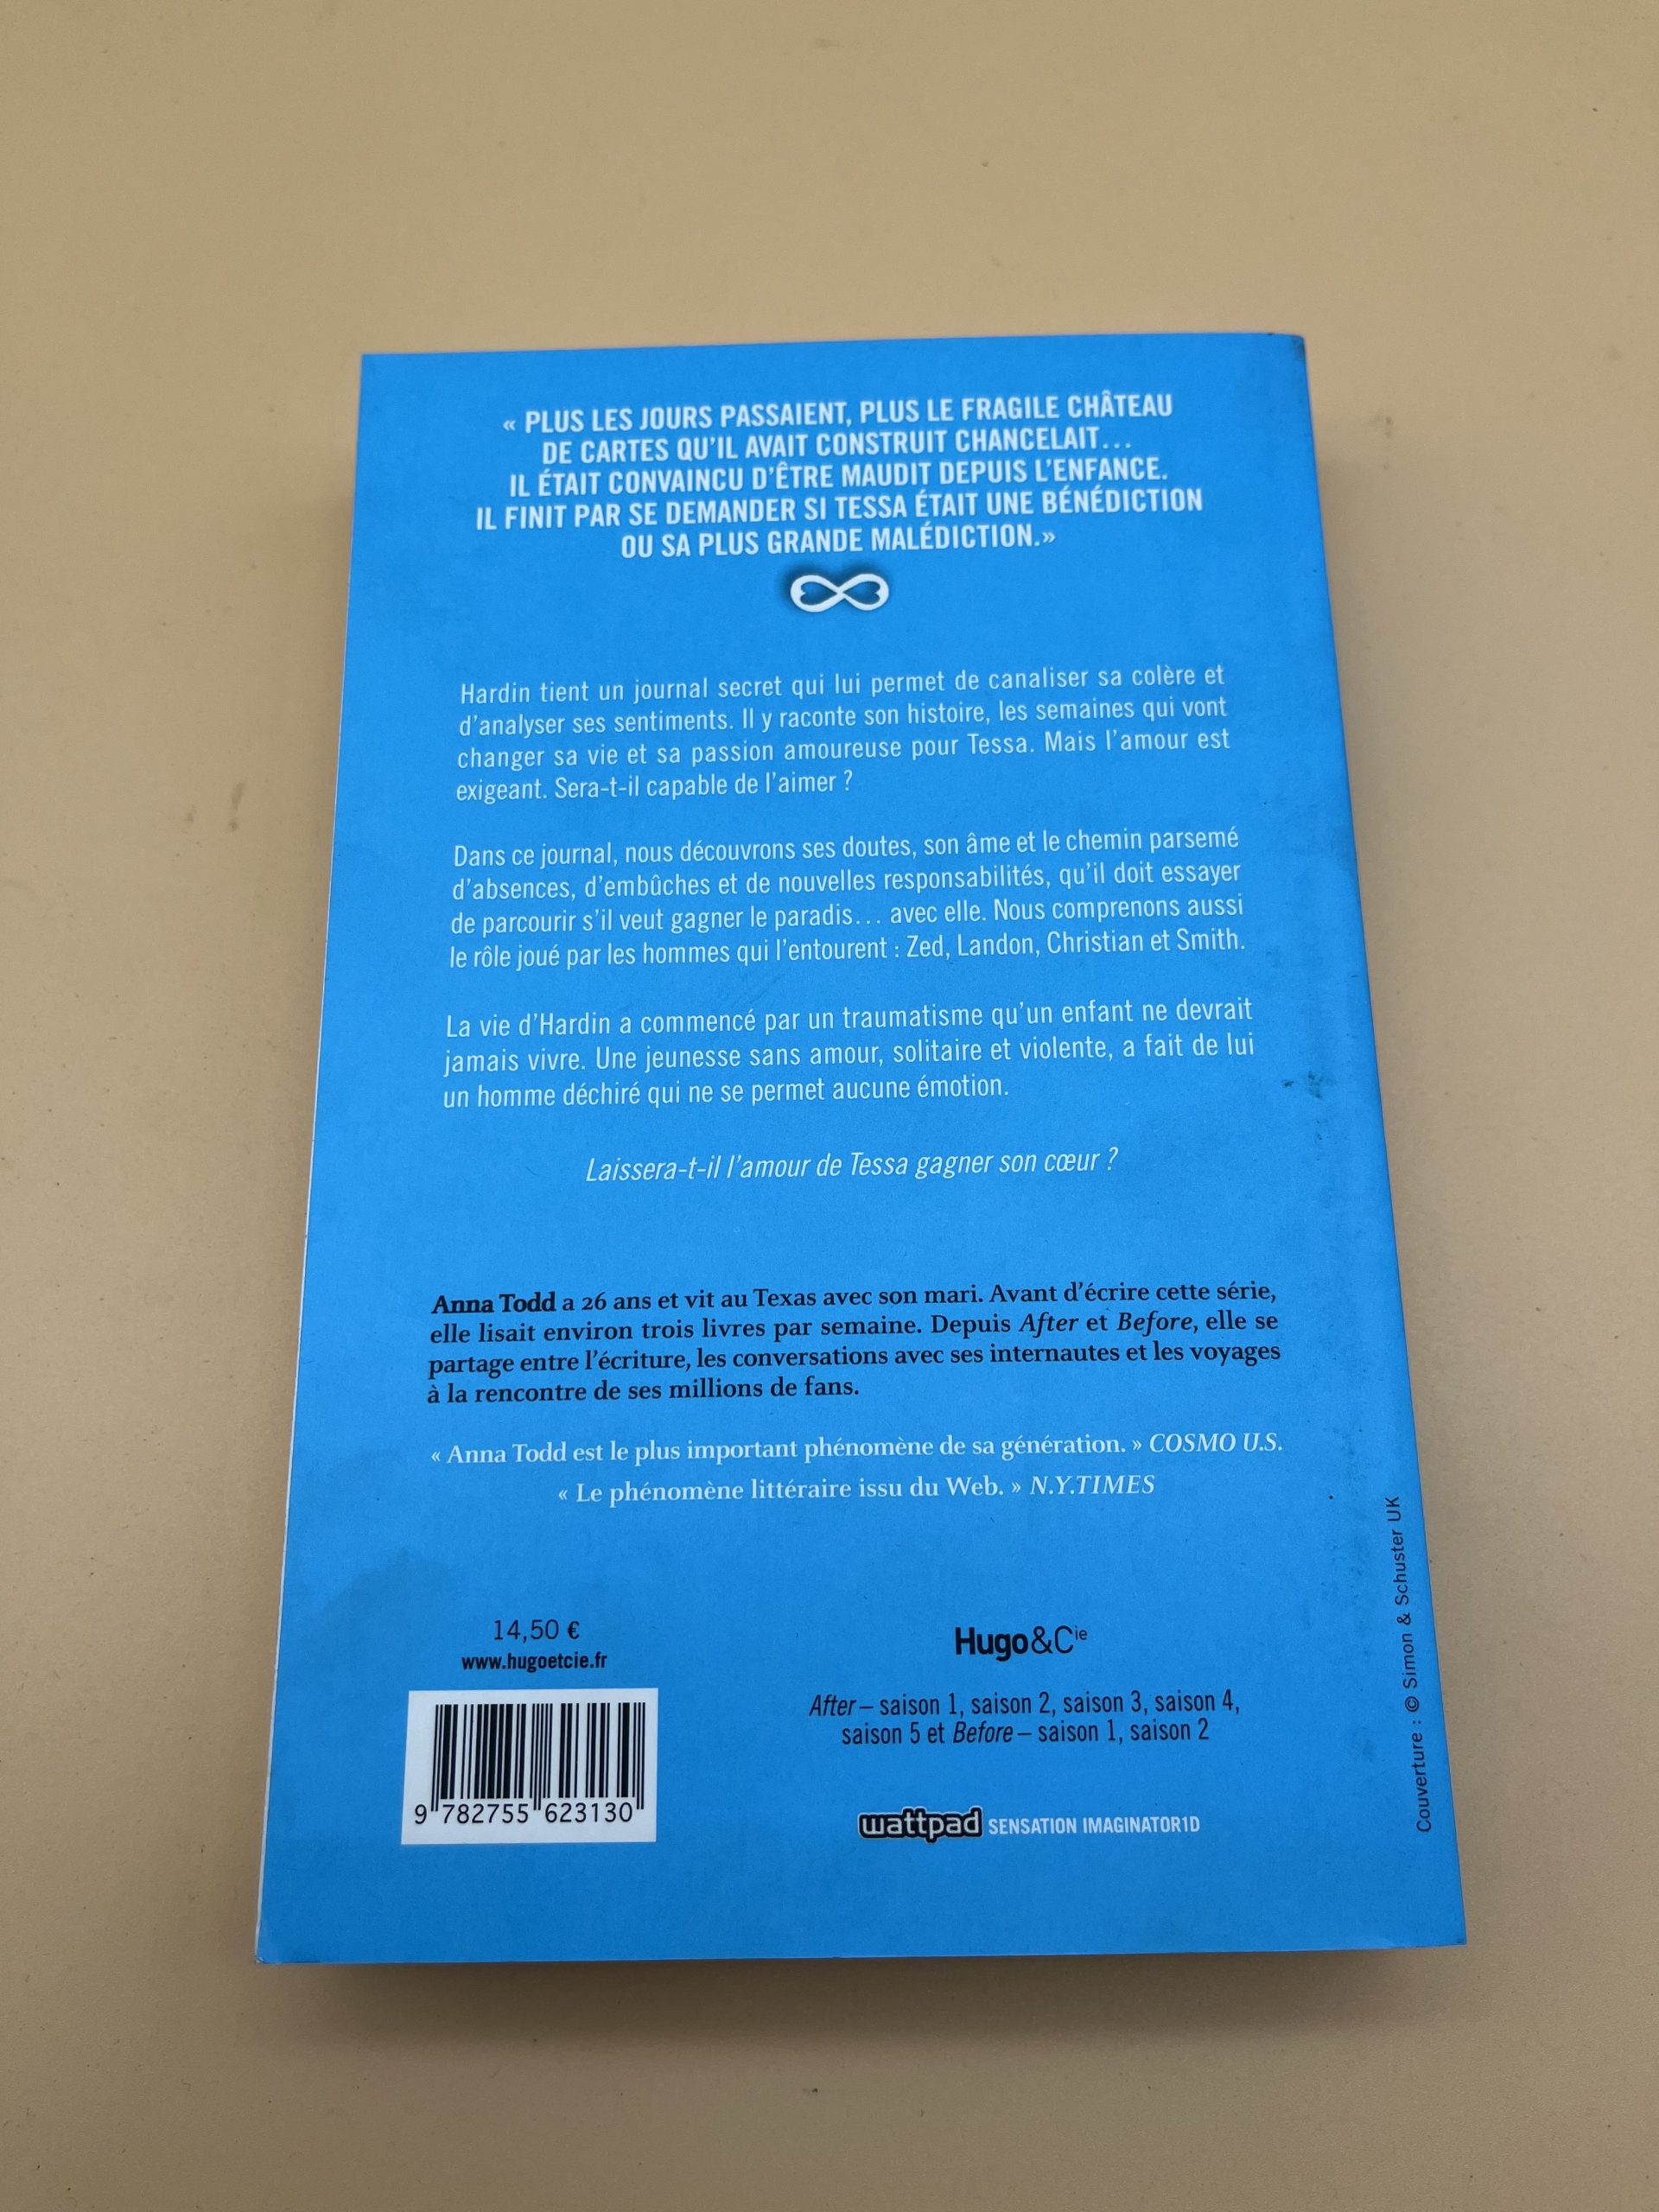 « PLUS LES JOURS PASSAIENT, PLUS LE FRAGILE CHÂTEAU
DE CARTES QU'IL AVAIT CONSTRUIT CHANCELAIT...
IL ÉTAIT CONVAINCU D'ÊTRE MAUDIT DEPUIS L'ENFANCE.
IL FINIT PAR SE DEMANDER SI TESSA ÉTAIT UNE BÉNÉDICTION
OU SA PLUS GRANDE MALÉDICTION.»
Hardin tient un journal secret qui lui permet de canaliser sa colère et
d'analyser ses sentiments. Il y raconte son histoire, les semaines qui vont
changer sa vie et sa passion amoureuse pour Tessa. Mais l'amour est
exigeant. Sera-t-il capable de l'aimer ?
Dans ce journal, nous découvrons ses doutes, son âme et le chemin parsemé
d'absences, d'embûches et de nouvelles responsabilités, qu'il doit essayer
de parcourir s'il veut gagner le paradis... avec elle. Nous comprenons aussi
le rôle joué par les hommes qui l'entourent : Zed, Landon, Christian et Smith.
La vie d'Hardin a commencé par un traumatisme qu'un enfant ne devrait
jamais vivre. Une jeunesse sans amour, solitaire et violente, a fait de lui
un homme déchiré qui ne se permet aucune émotion.
Laissera-t-il l'amour de Tessa gagner son cœur ?
Anna Todd a 26 ans et vit au Texas avec son mari. Avant d'écrire cette série,
elle lisait environ trois livres par semaine. Depuis After et Before, elle se
partage entre l'écriture, les conversations avec ses internautes et les voyages
à la rencontre de ses millions de fans.
« Anna Todd est le plus important phénomène de sa génération. » COSMO U.S.
« Le phénomène littéraire issu du Web. » N.Y.TIMES
14,50 €
www.hugoetcie.fr
9 782755 623130
Hugo&Cie
After – saison 1, saison 2, saison 3, saison 4,
saison 5 et Before – saison 1, saison 2
wattpad SENSATION IMAGINATOR1D
Couverture : © Simon & Schuster UK